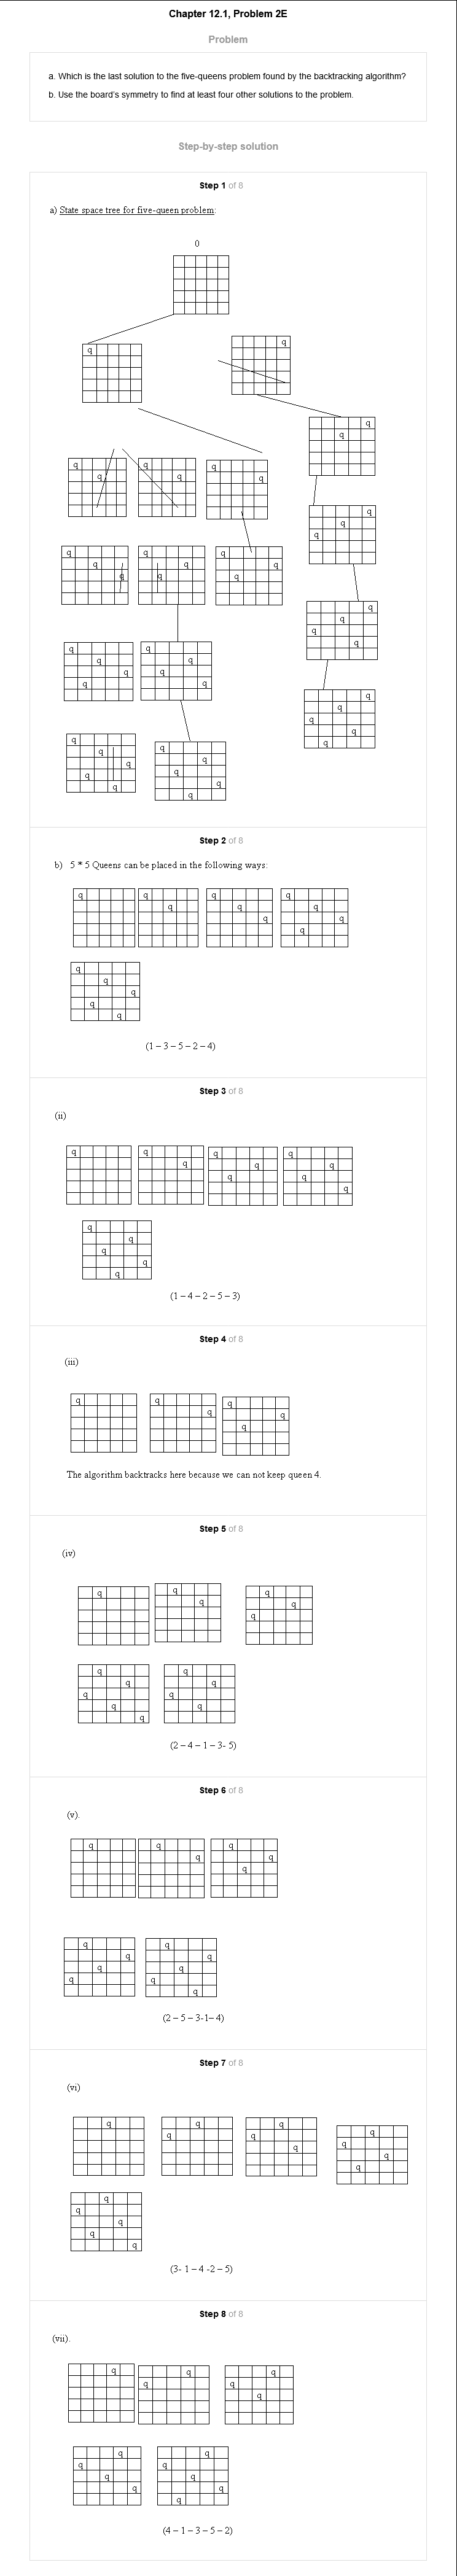 Chapter 12.1, Problem 2E
Problem
a. Which is the last solution to the five-queens problem found by the backtracking algorithm?
b. Use the board's symmetry to find at least four other solutions to the problem.
Step-by-step solution
Step 1 of 8
a) State space tree for five-queen problem:
0
q
q
q
q
q q q
q q q
q
q
q
q q q
q q q
q q q
q
q
q
q
q q
q q
q q
q q
q
q
q
q
q
q q
q q
q q
q q
q q
Step 2 of 8
b) 5 * 5 Queens can be placed in the following ways:
q q q q
q q q
q q
q
q
q
q
q
q
(1 – 3 – 5 – 2 – 4)
Step 3 of 8
(ii)
q q q q
q q q
q q
q
q
q
q
q
q
(1 – 4 – 2 – 5 – 3)
Step 4 of 8
(iii)
q q q
q q
q
The algorithm backtracks here because we can not keep queen 4.
Step 5 of 8
(iv)
q q q
q q
q
q q
q q
q q
q q
q
(2 – 4 – 1 – 3- 5)
Step 6 of 8
(v).
q q q
q q
q
q q
q q
q q
q q
q
(2 – 5 – 3-1– 4)
Step 7 of 8
(vi)
q q q q
q q q
q q
q
q
q
q
q
q
(3- 1 – 4 -2 – 5)
Step 8 of 8
(vii).
q q q
q q
q
q q
q q
q q
q q
q
(4 – 1 – 3 – 5 – 2)